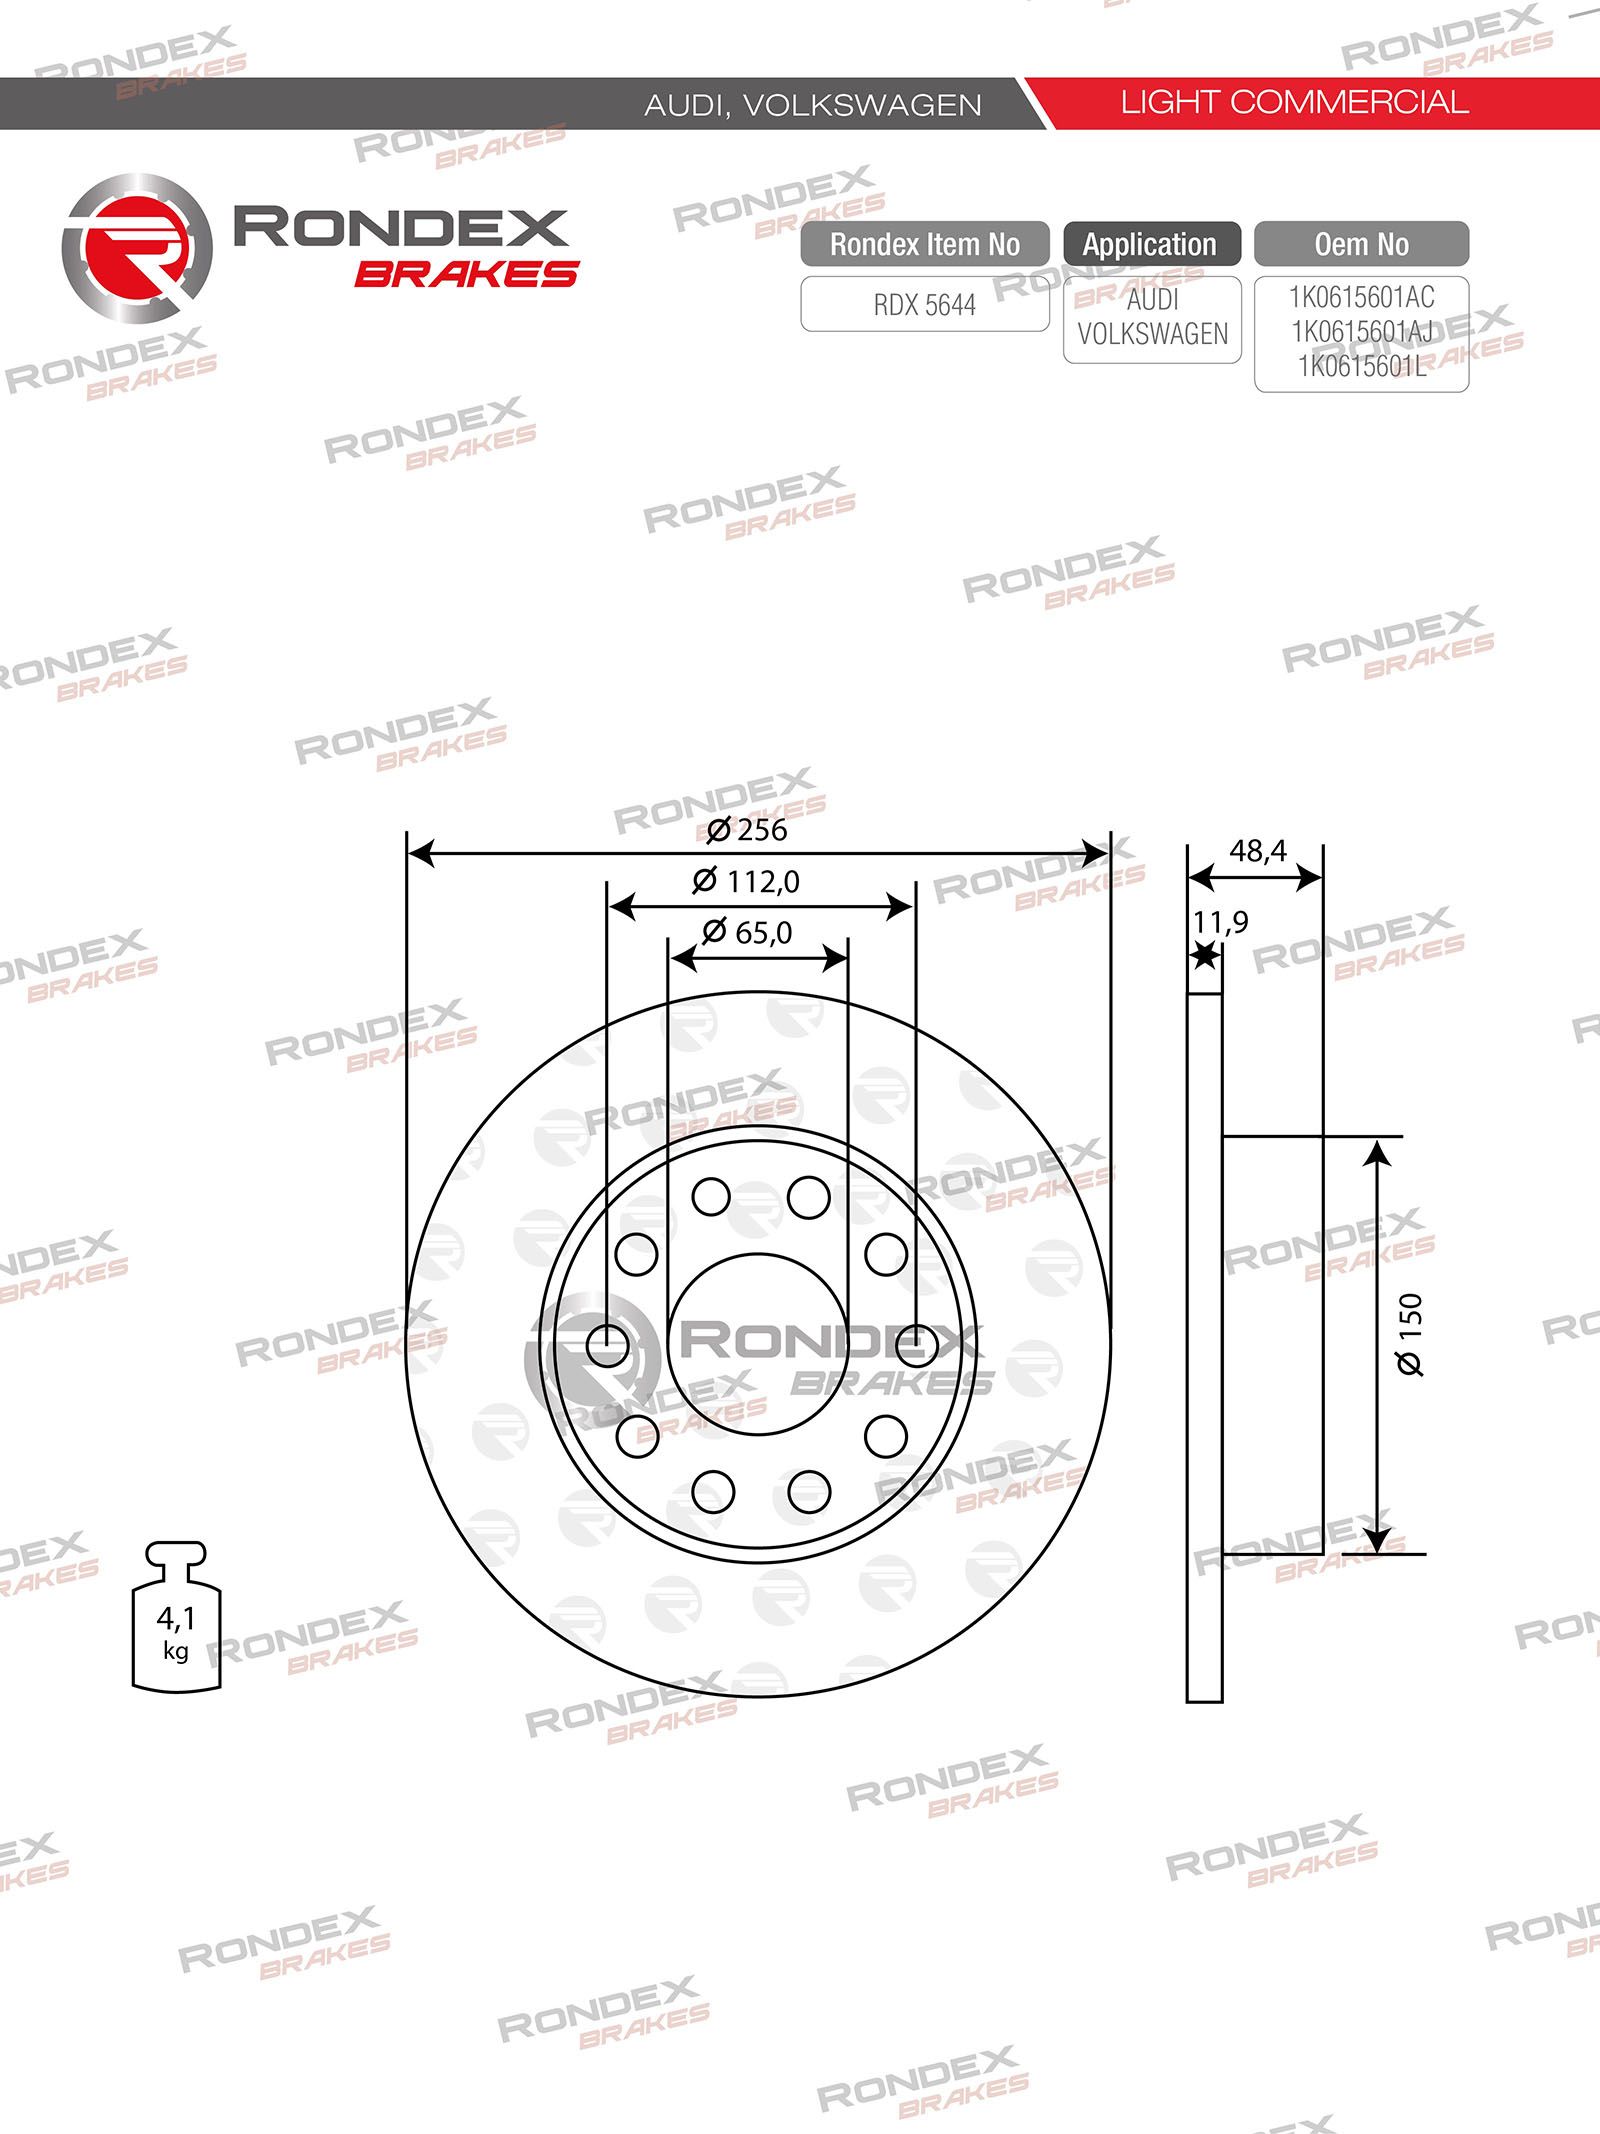 AUDI, VOLKSWAGEN
LIGHT COMMERCIAL
RONDEX
BRAKES
Rondex Item No
Application
Oem No
RDX 5644
AUDI
VOLKSWAGEN
1K0615601AC
1K0615601AJ
1K0615601L
Ø 256
Ø 112,0
Ø 65,0
48,4
11,9
Ø 150
RONDEX
BRAKES
4,1
kg